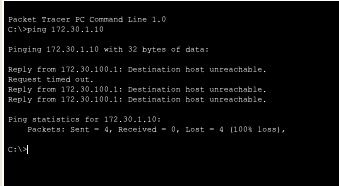 Packet Tracer PC Command Line 1.0
C:\>ping 172.30.1.10
Pinging 172.30.1.10 with 32 bytes of data:
Reply from 172.30.100.1: Destination host unreachable.
Request timed out.
Reply from 172.30.100.1: Destination host unreachable.
Reply from 172.30.100.1: Destination host unreachable.
Ping statistics for 172.30.1.10:
    Packets: Sent = 4, Received = 0, Lost = 4 (100% loss),
C:\>